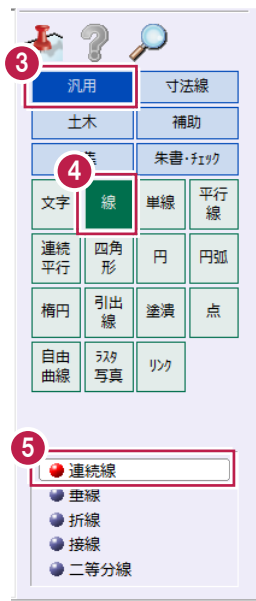 3
汎用 寸法線
土木 補助
集 朱書・ﾁｪｯｸ
4
文字 線 単線 平行
線
連続
平行 四角
形 円 円弧
楕円 引出
線 塗潰 点
自由
曲線 ﾗｽﾀ
写真 ﾘﾝｸ
5
連続線
垂線
折線
接線
二等分線